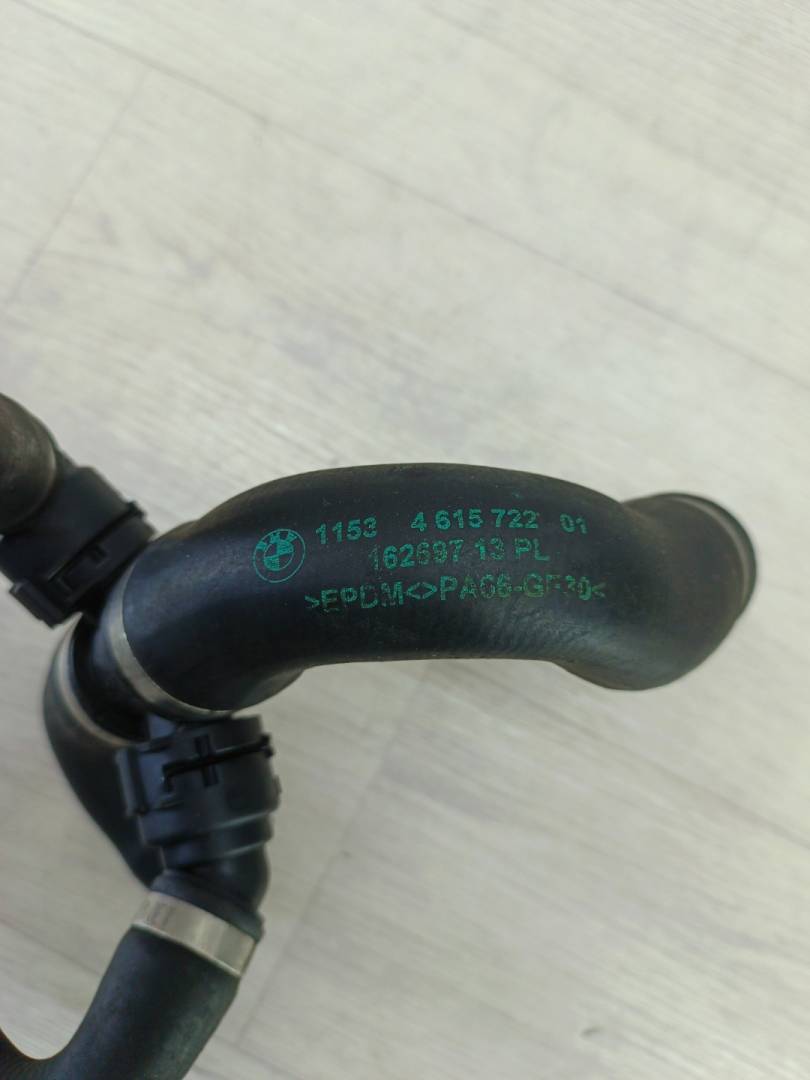 1153 4 615 722 01
162697 13 PL
>EPDM<>PA66-GF30<